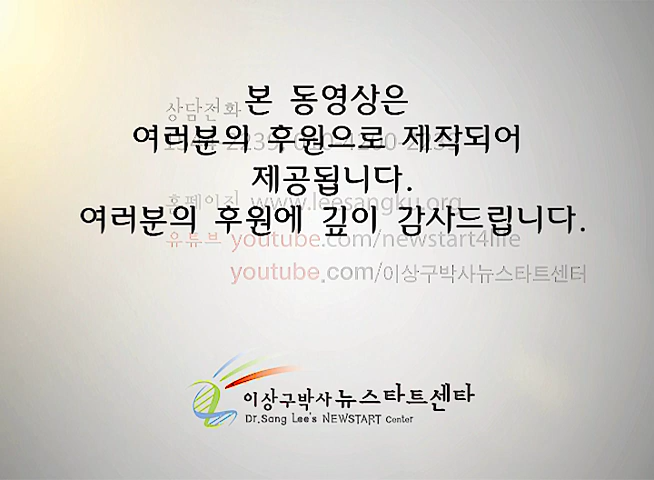 본 동영상은
상담전화
여러분의 후원으로 제작되어
제공됩니다.
홈페이지 www.leesangku.org
여러분의 후원에 깊이 감사드립니다.
유튜브 youtube.com/newstart4life
youtube.com/이상구박사뉴스타트센터
이상구박사 뉴스타트센타
Dr.Sang Lee's NEWSTART Center